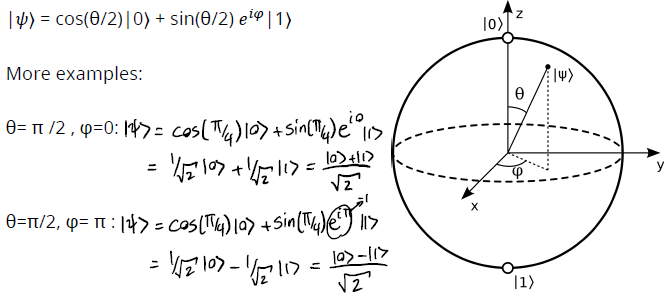 |ψ⟩ = cos(θ/2)|0⟩ + sin(θ/2) e^{iφ}|1⟩
More examples:
θ= π /2 , φ=0: |ψ⟩ = cos(π/4)|0⟩ + sin(π/4)e^{i0}|1⟩
= 1/√2 |0⟩ + 1/√2 |1⟩ = |0⟩+|1⟩ / √2
θ=π/2, φ= π : |ψ⟩ = cos(π/4)|0⟩ + sin(π/4) e^{iπ} → -1 |1⟩
= 1/√2 |0⟩ - 1/√2 |1⟩ = |0⟩-|1⟩ / √2
z
|0⟩
|ψ⟩
θ
φ
y
x
|1⟩